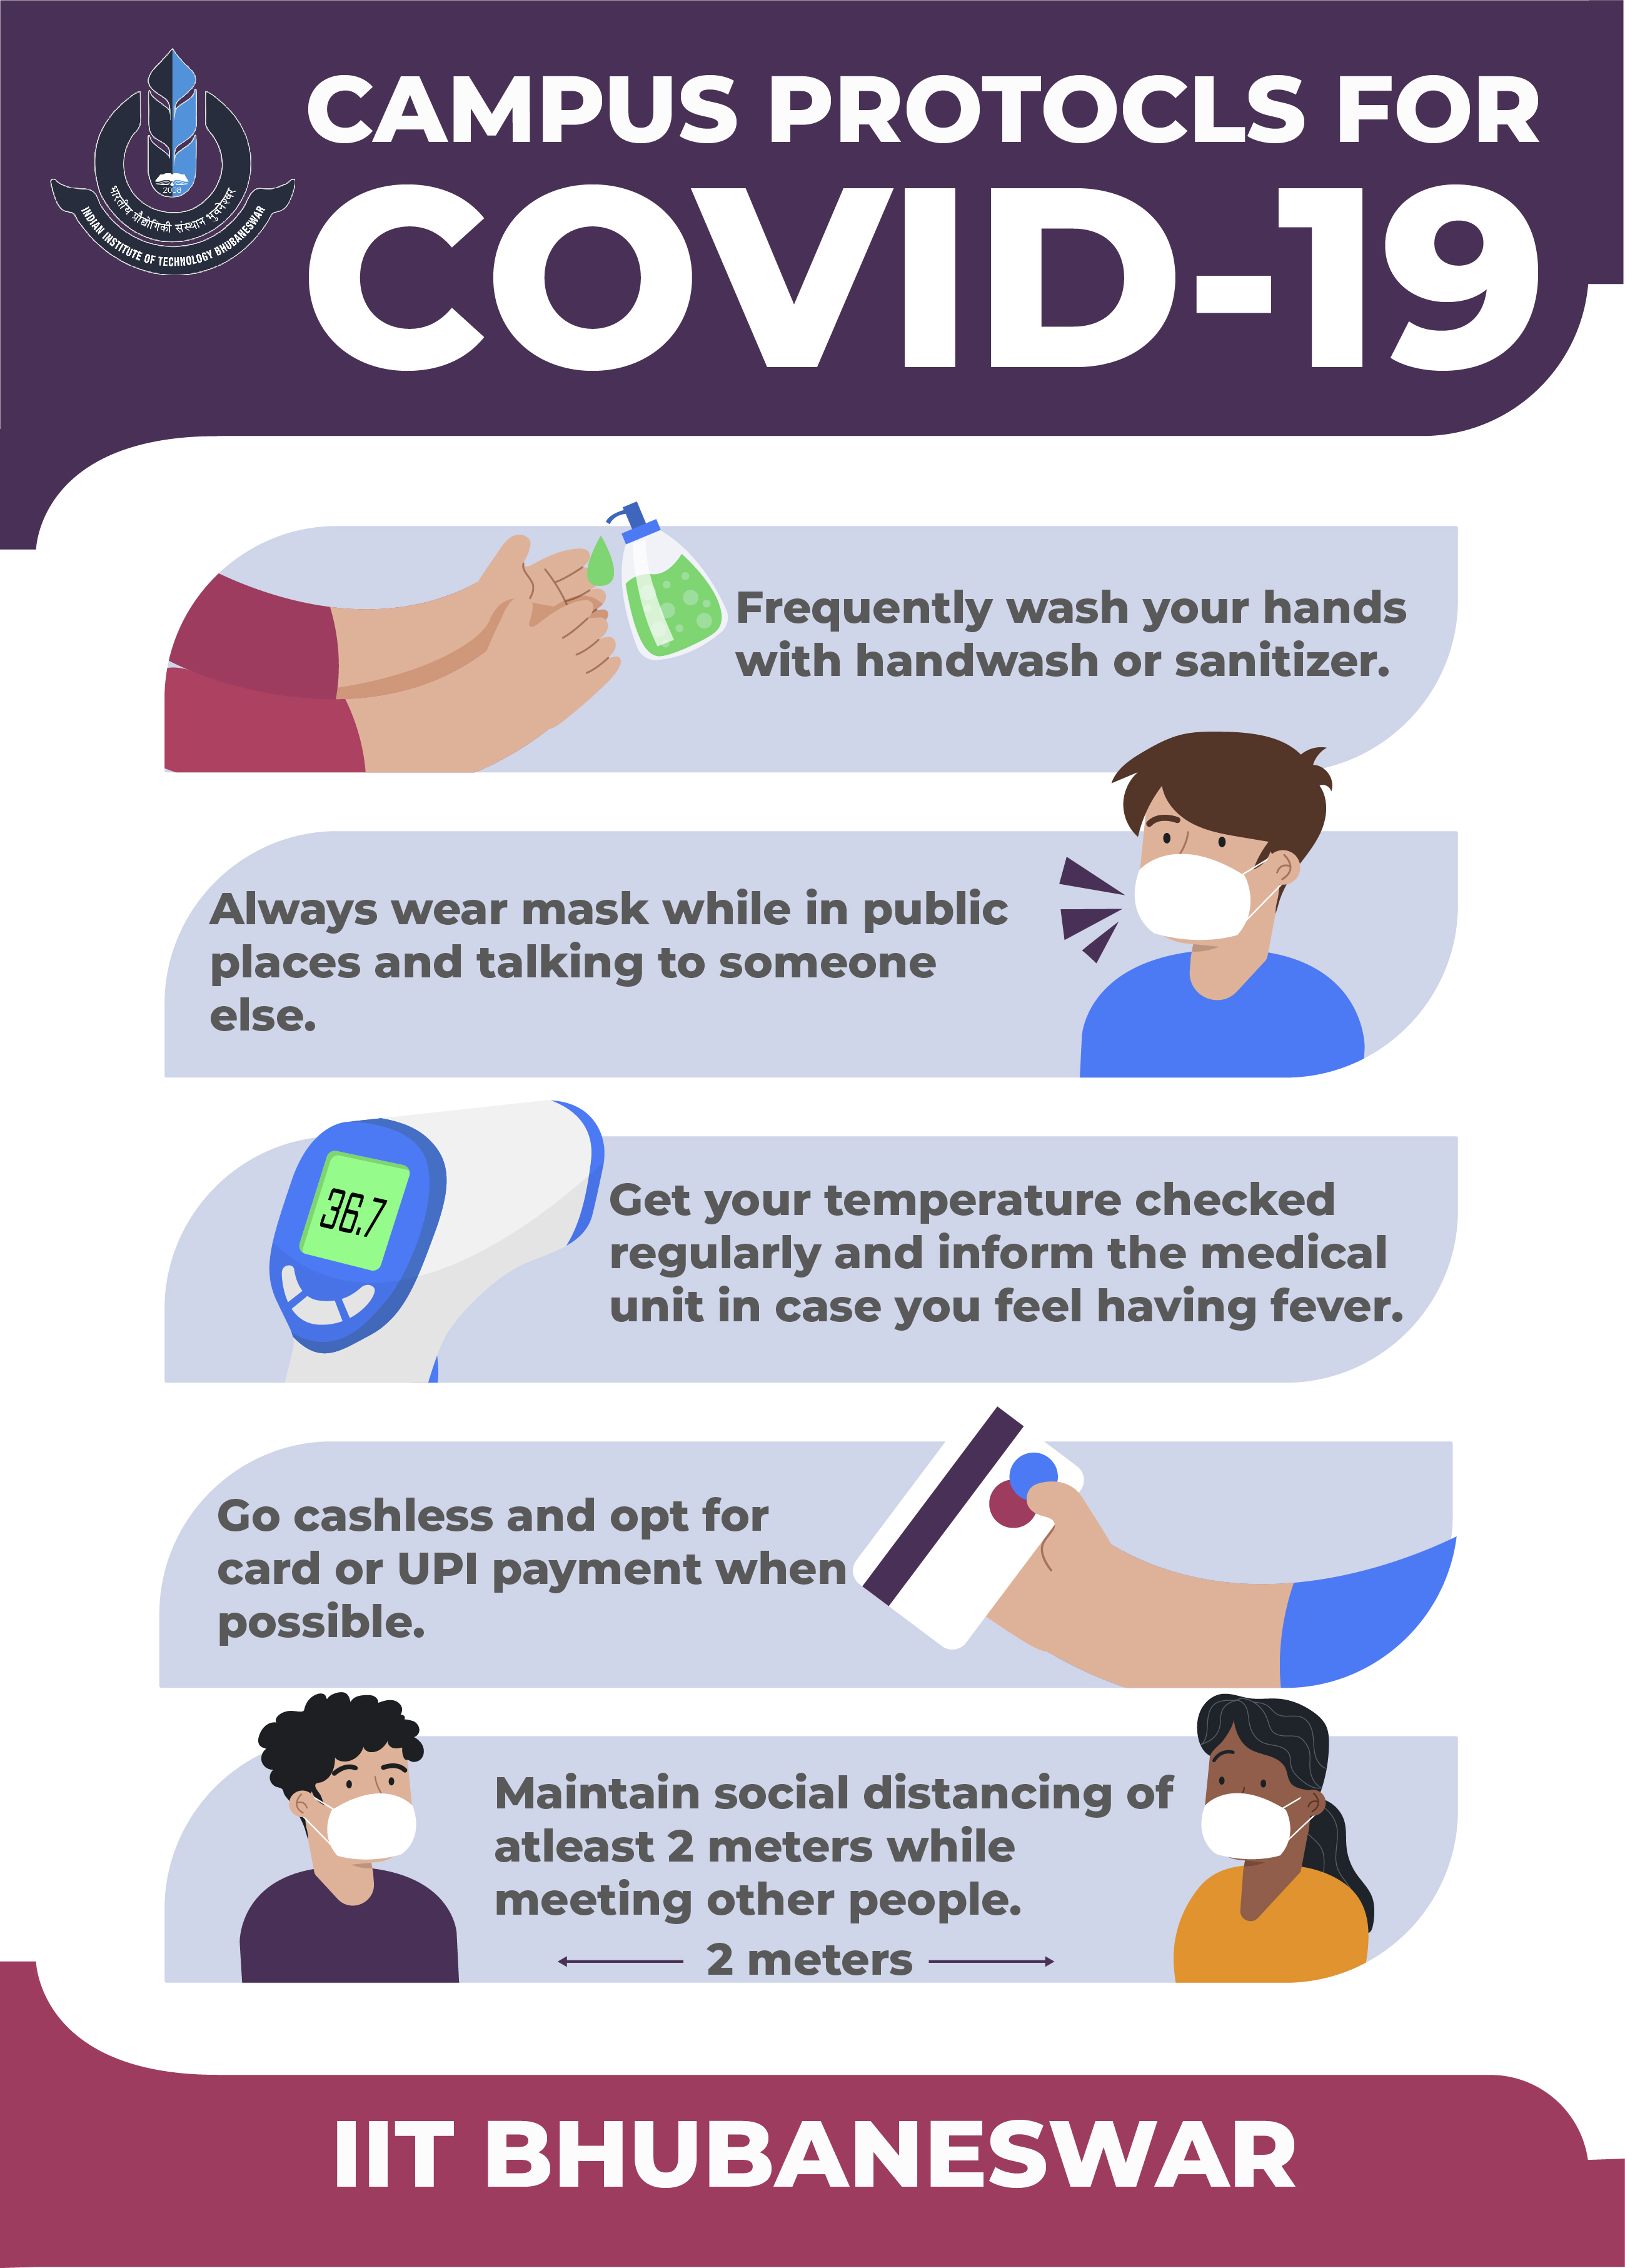 CAMPUS PROTOCLS FOR
COVID-19
2008
भारतीय प्रौद्योगिकी संस्थान भुवनेश्वर
INDIAN INSTITUTE OF TECHNOLOGY BHUBANESWAR
Frequently wash your hands
with handwash or sanitizer.
Always wear mask while in public
places and talking to someone
else.
36.7
Get your temperature checked
regularly and inform the medical
unit in case you feel having fever.
Go cashless and opt for
card or UPI payment when
possible.
Maintain social distancing of
atleast 2 meters while
meeting other people.
2 meters
IIT BHUBANESWAR